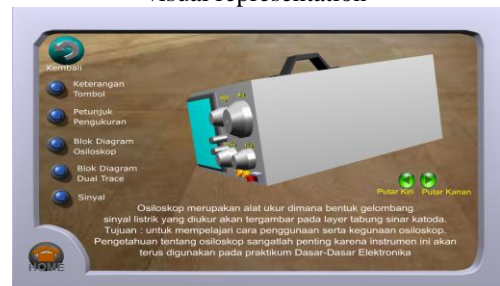 visual representation
Kembali
Keterangan
Tombol
Petunjuk
Pengukuran
Blok Diagram
Osiloskop
Blok Diagram
Dual Trace
Sinyal
Putar Kiri Putar Kanan
Osiloskop merupakan alat ukur dimana bentuk gelombang
sinyal listrik yang diukur akan tergambar pada layer tabung sinar katoda.
Tujuan : untuk mempelajari cara penggunaan serta kegunaan osiloskop.
Pengetahuan tentang osiloskop sangatlah penting karena instrumen ini akan
terus digunakan pada praktikum Dasar-Dasar Elektronika
HOME